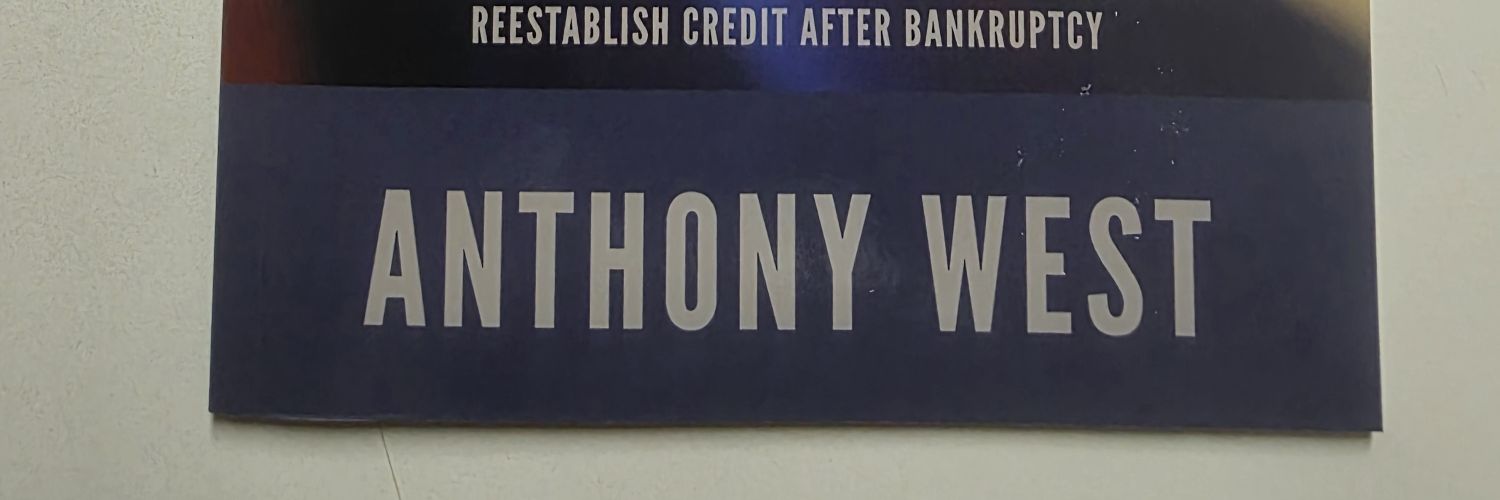 REESTABLISH CREDIT AFTER BANKRUPTCY
ANTHONY WEST